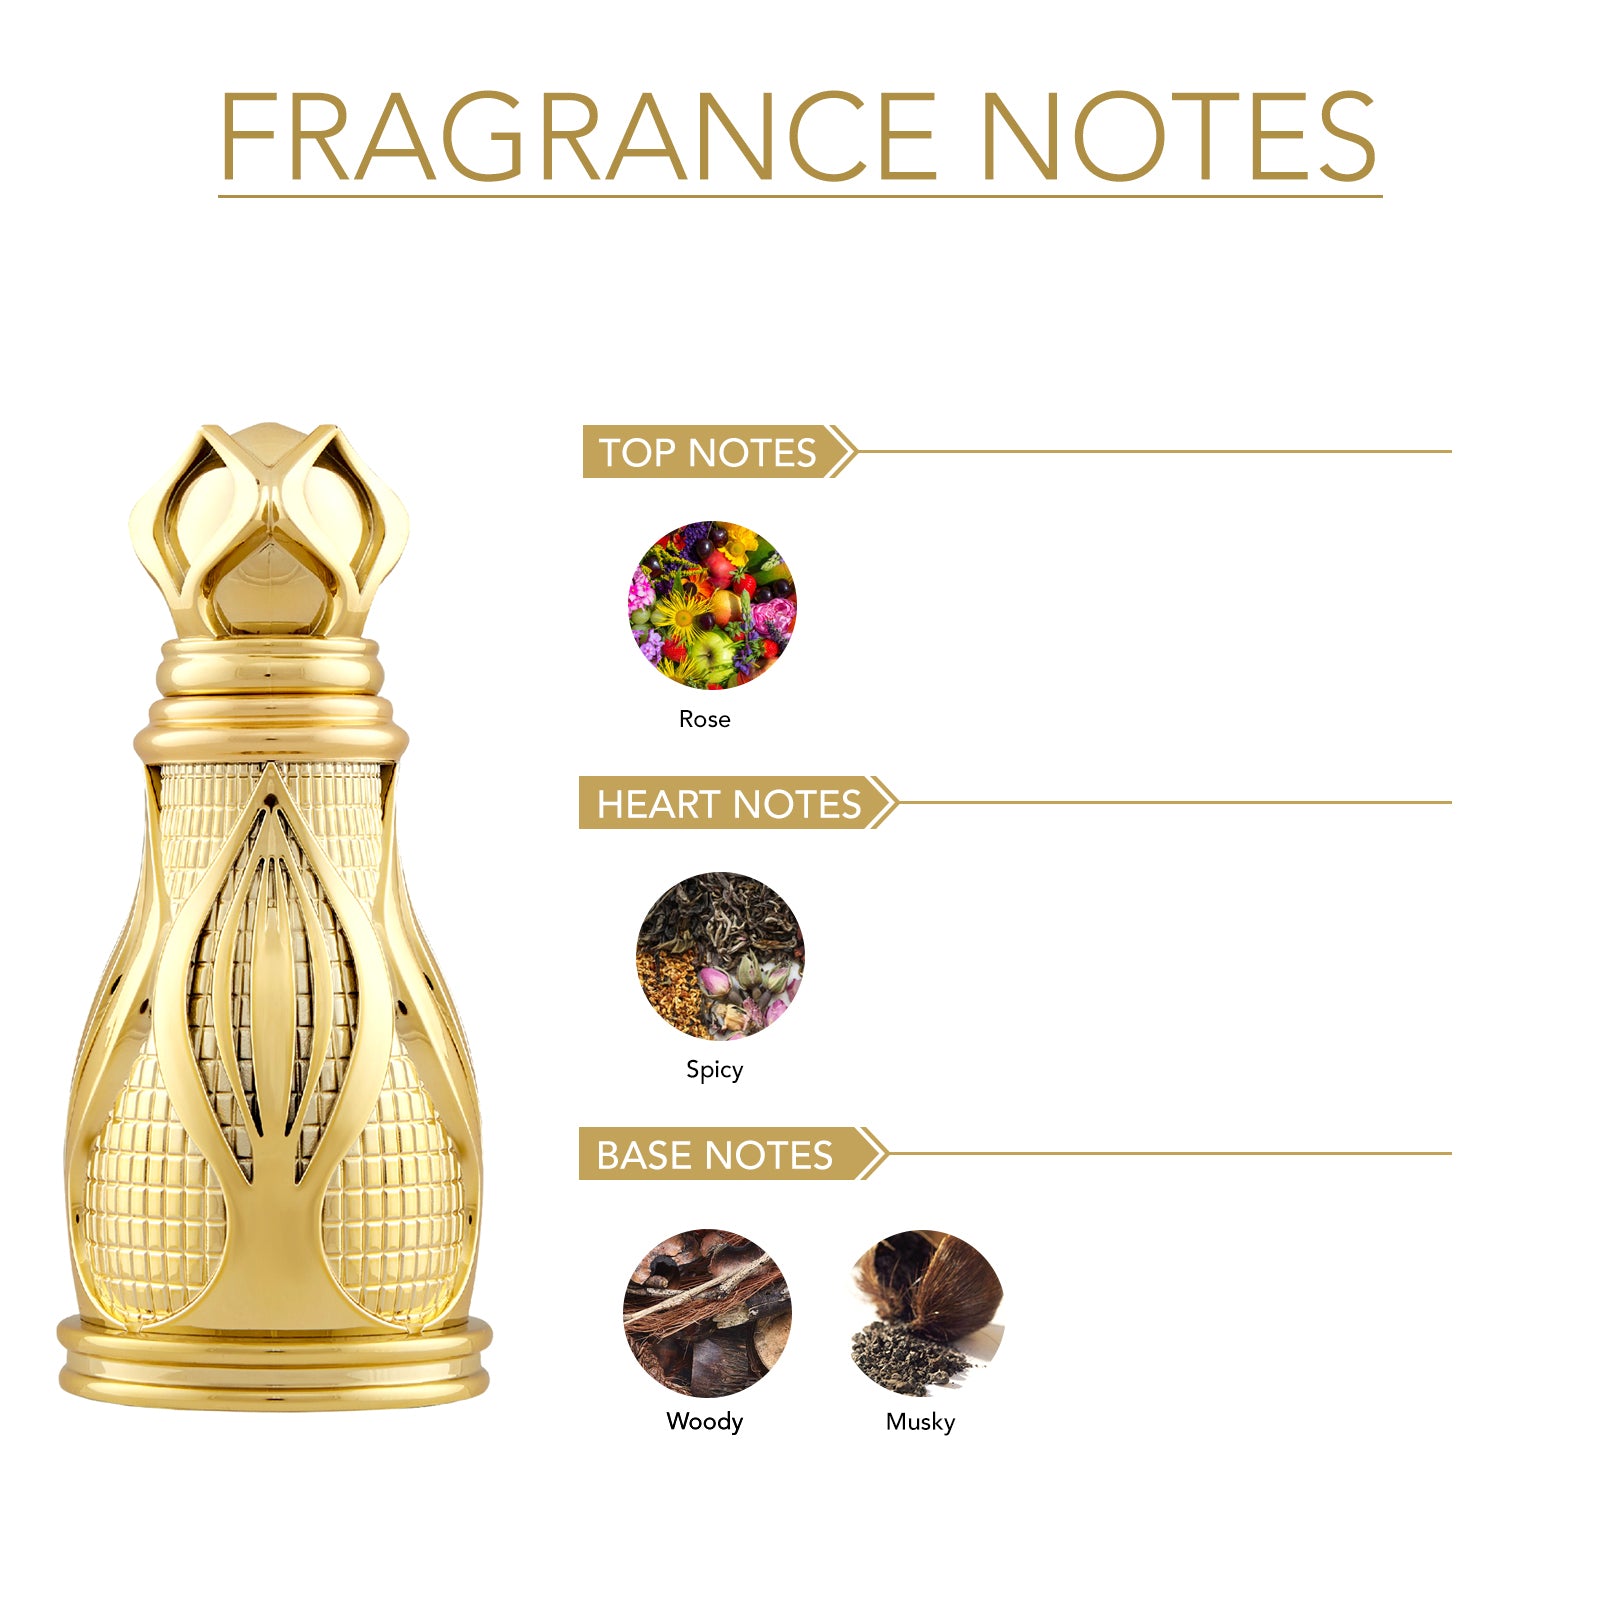 FRAGRANCE NOTES
TOP NOTES
Rose
HEART NOTES
Spicy
BASE NOTES
Woody
Musky